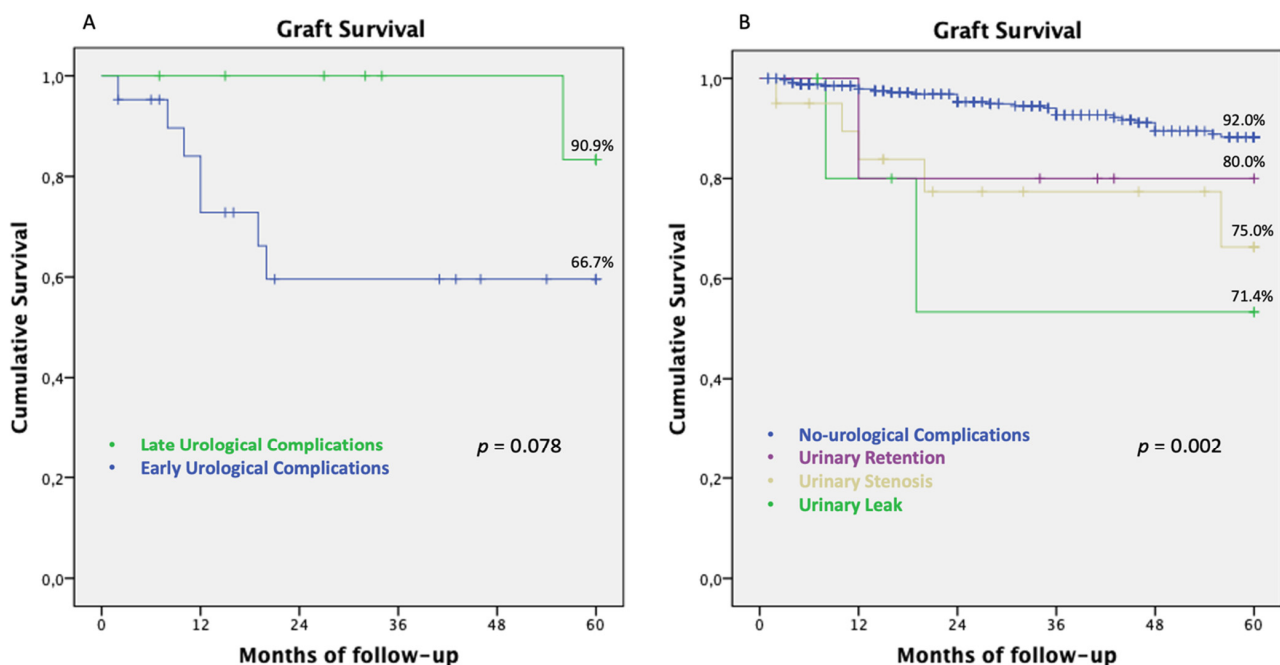 A
Graft Survival
Cumulative Survival
1,0
0,8
0,6
0,4
0,2
0,0
90.9%
66.7%
• Late Urological Complications
• Early Urological Complications
p = 0.078
0 12 24 36 48 60
Months of follow-up
B
Graft Survival
Cumulative Survival
1,0
0,8
0,6
0,4
0,2
0,0
92.0%
80.0%
75.0%
71.4%
• No-urological Complications
• Urinary Retention
• Urinary Stenosis
• Urinary Leak
p = 0.002
0 12 24 36 48 60
Months of follow-up